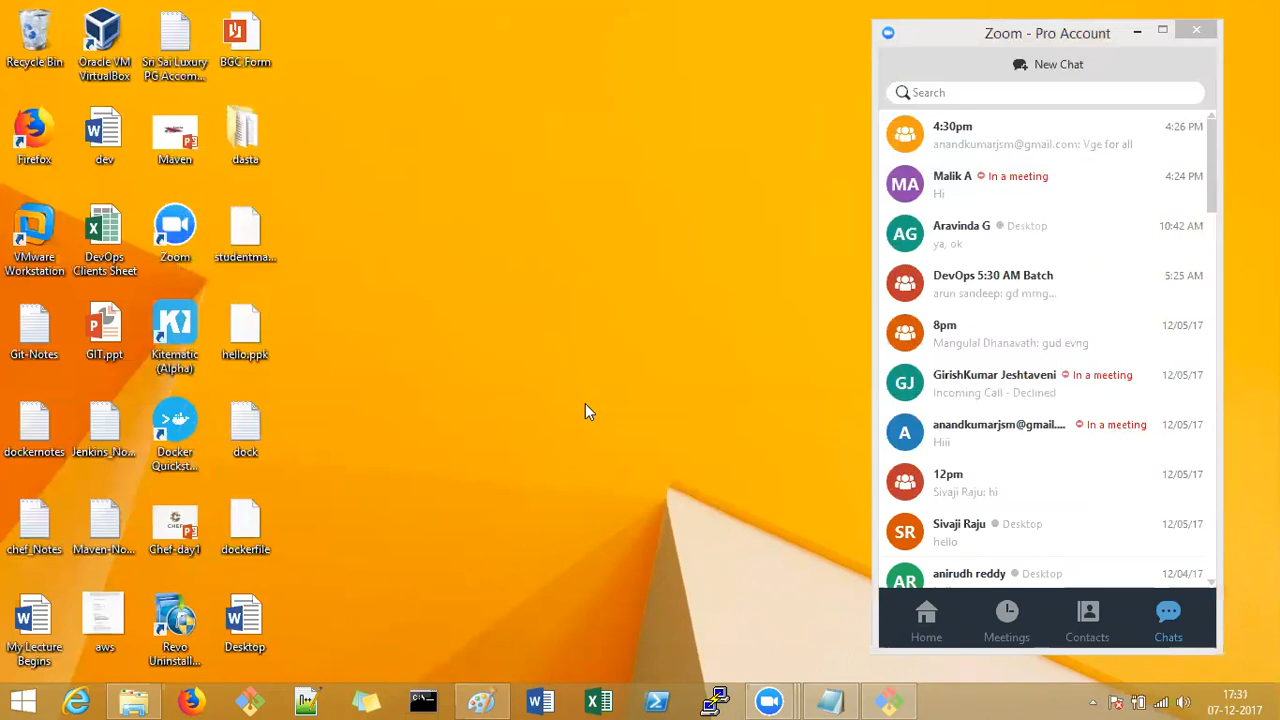 Recycle Bin
Oracle VM
VirtualBox
Sri Sai Luxury
PG Accom...
BGC Form
Firefox
dev
Maven
dasta
VMware
Workstation
DevOps
Clients Sheet
Zoom
studentma...
Git-Notes
GIT.ppt
Kitematic
(Alpha)
hello.ppk
dockernotes
Jenkins_No...
Docker
Quickst...
dock
chef_Notes
Maven-No...
Chef-day1
dockerfile
My Lecture
Begins
aws
Revo
Uninstall...
Desktop
Zoom - Pro Account
New Chat
Search
4:30pm 4:26 PM
anandkumarjsm@gmail.com: Vge for all
MA Malik A In a meeting 4:24 PM
Hi
AG Aravinda G Desktop 10:42 AM
ya, ok
DevOps 5:30 AM Batch 5:25 AM
arun sandeep: gd mrng...
8pm 12/05/17
Mangulal Dhanavath: gud evng
GJ GirishKumar Jeshtaveni In a meeting 12/05/17
Incoming Call - Declined
A anandkumarjsm@gmail.... In a meeting 12/05/17
Hiii
12pm 12/05/17
Sivaji Raju: hi
SR Sivaji Raju Desktop 12/05/17
hello
AR anirudh reddy Desktop 12/04/17
Home Meetings Contacts Chats
17:39
07-12-2017